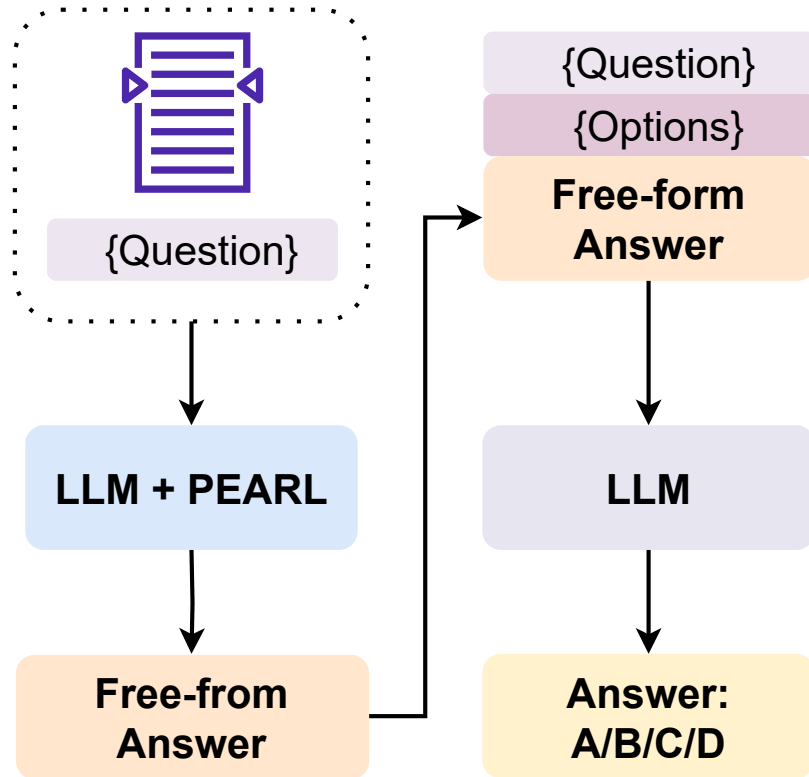 {Question}
LLM + PEARL
Free-from
Answer
{Question}
{Options}
Free-form
Answer
LLM
Answer:
A/B/C/D